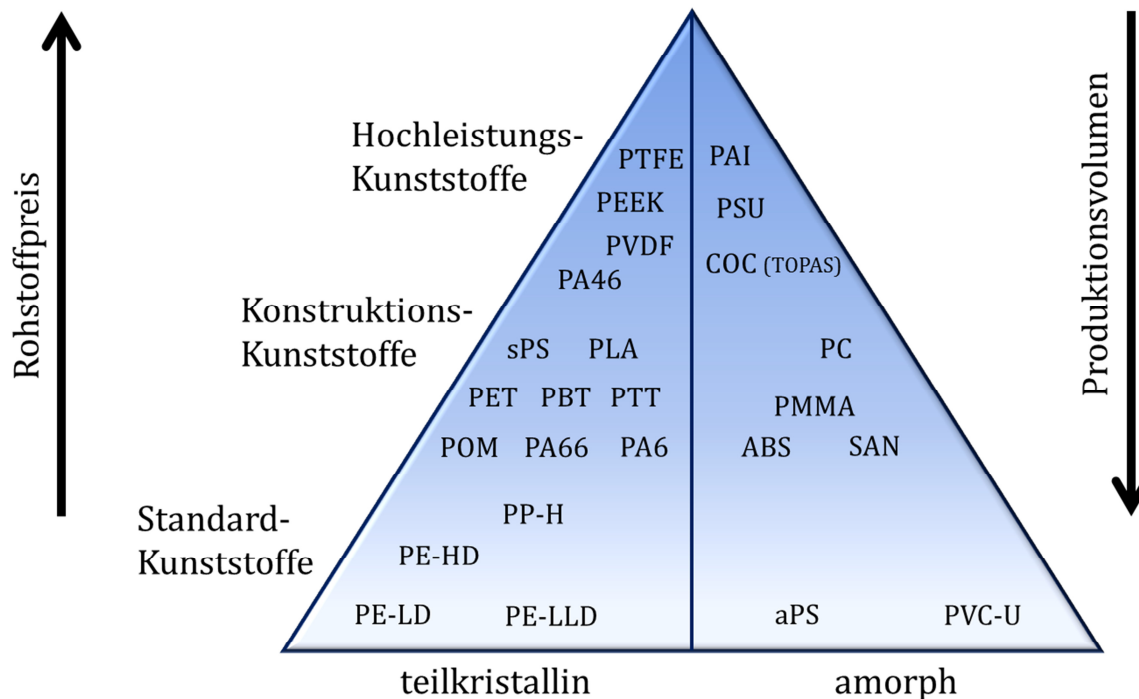 Rohstoffpreis
Produktionsvolumen
Hochleistungs-
Kunststoffe
PTFE PAI
PEEK PSU
PVDF
COC (TOPAS)
PA46
Konstruktions-
Kunststoffe
sPS PLA PC
PET PBT PTT
PMMA
POM PA66 PA6 ABS SAN
Standard-
Kunststoffe
PP-H
PE-HD
PE-LD PE-LLD aPS PVC-U
teilkristallin amorph